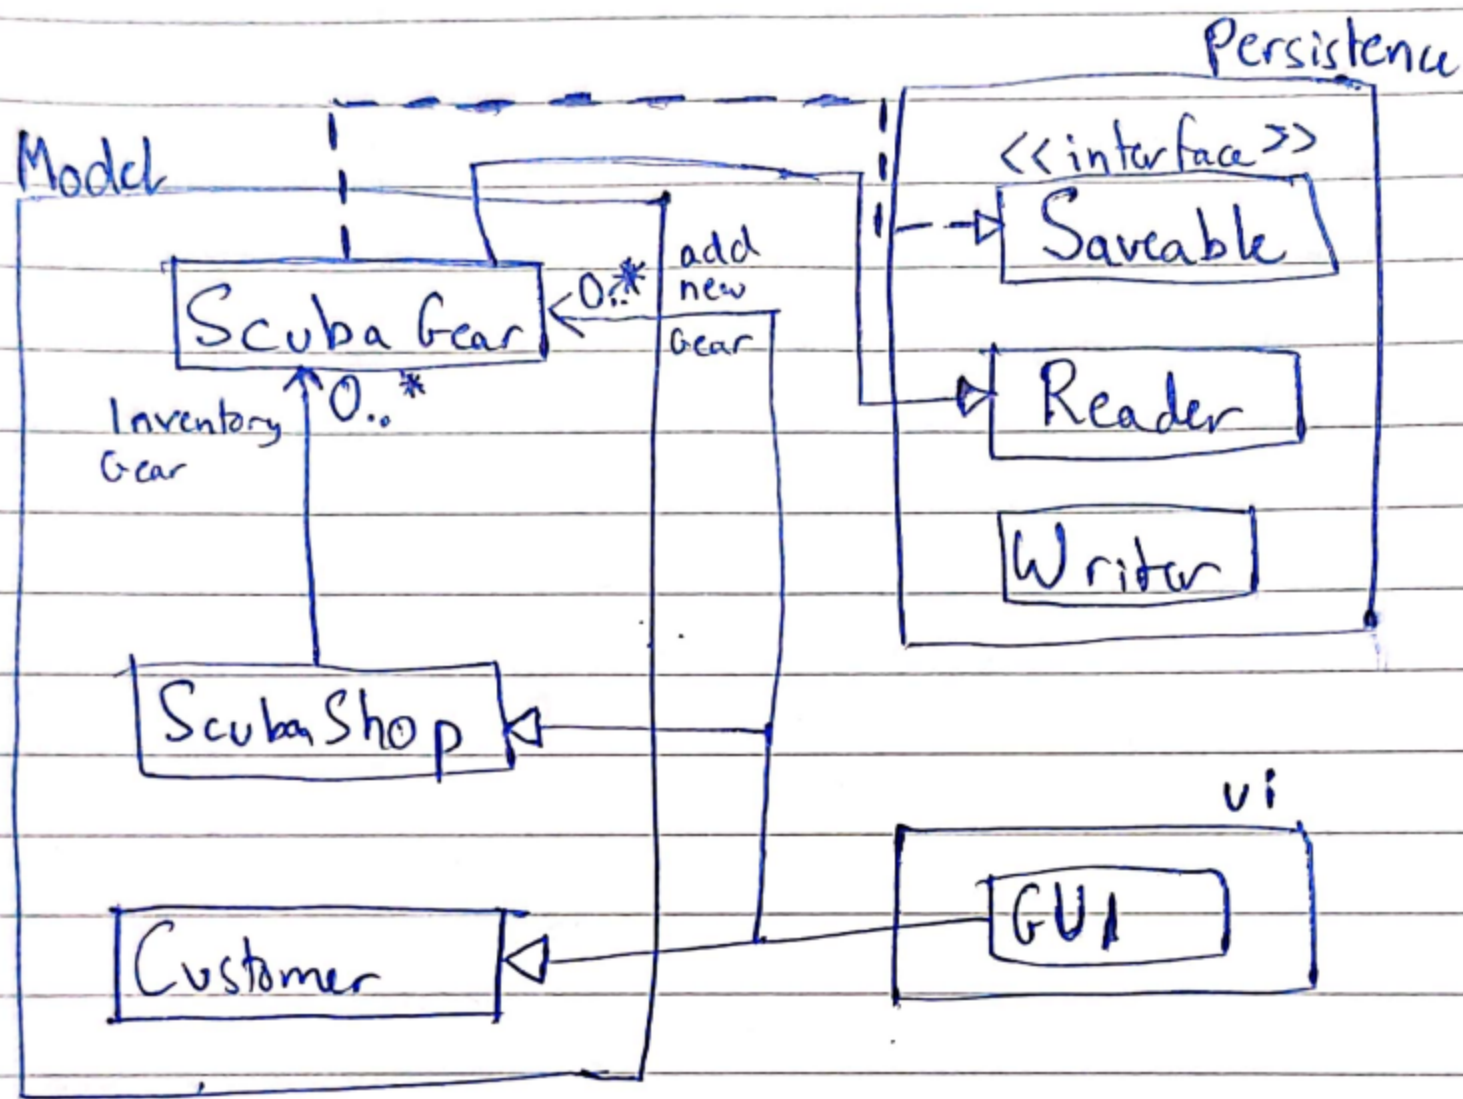 Persistence
<<interface>>
Model
Saveable
add
new
Gear
0..*
Scuba Gear
Reader
0..*
Inventory
Gear
Writer
ScubaShop
ui
GUI
Customer